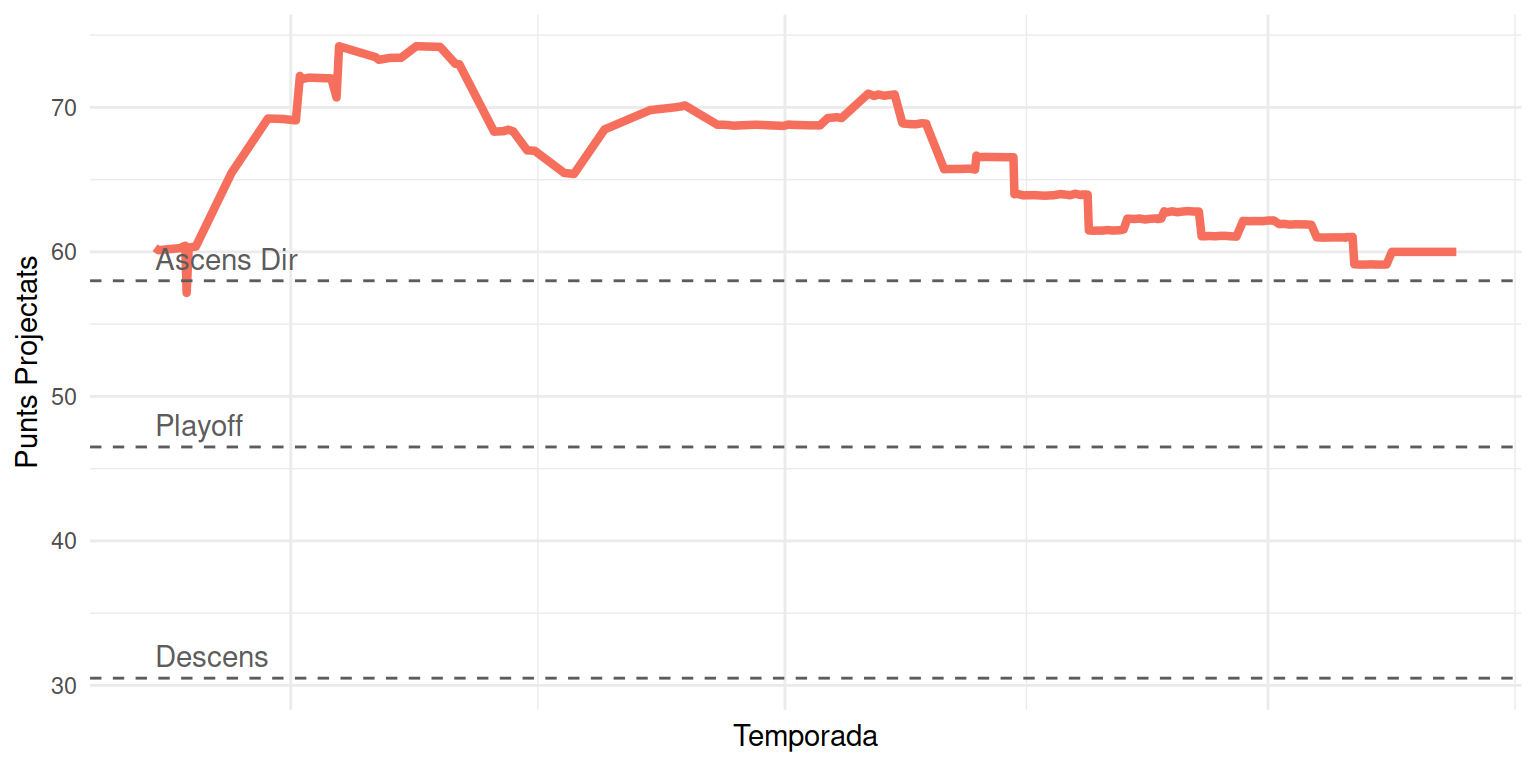 70
60
50
40
30
Punts Projectats
Ascens Dir
Playoff
Descens
Temporada